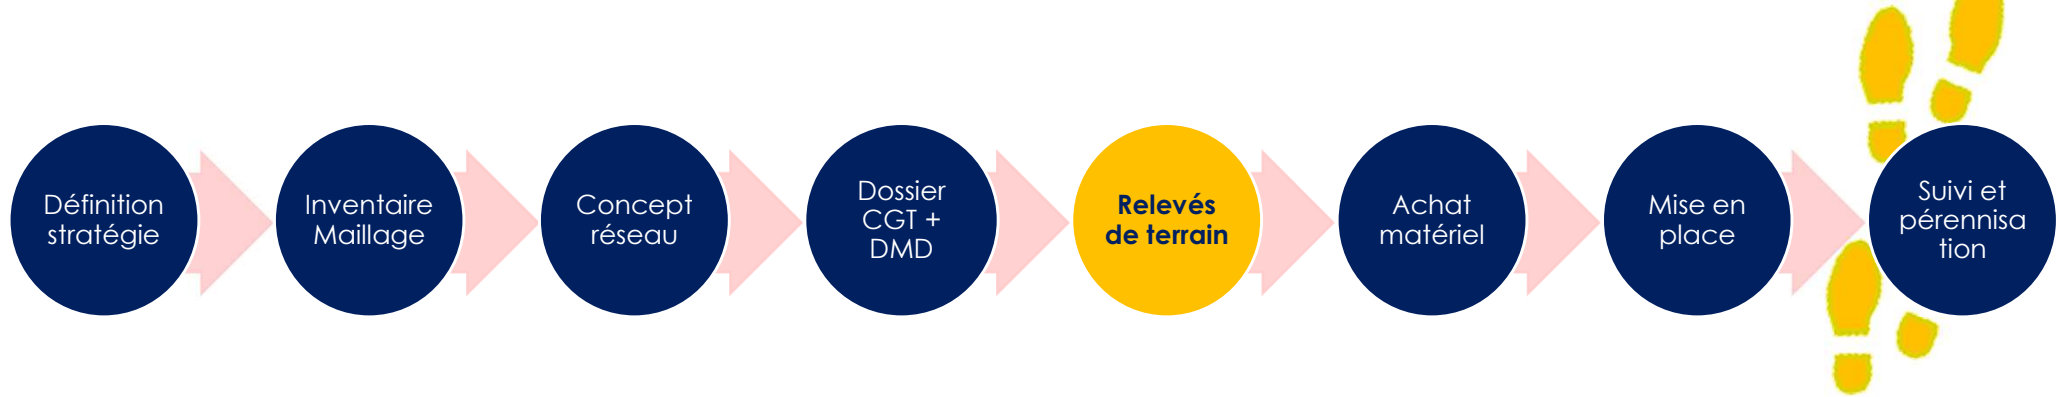 Définition
stratégie
Inventaire
Maillage
Concept
réseau
Dossier
CGT +
DMD
Relevés
de terrain
Achat
matériel
Mise en
place
Suivi et
pérennisa
tion